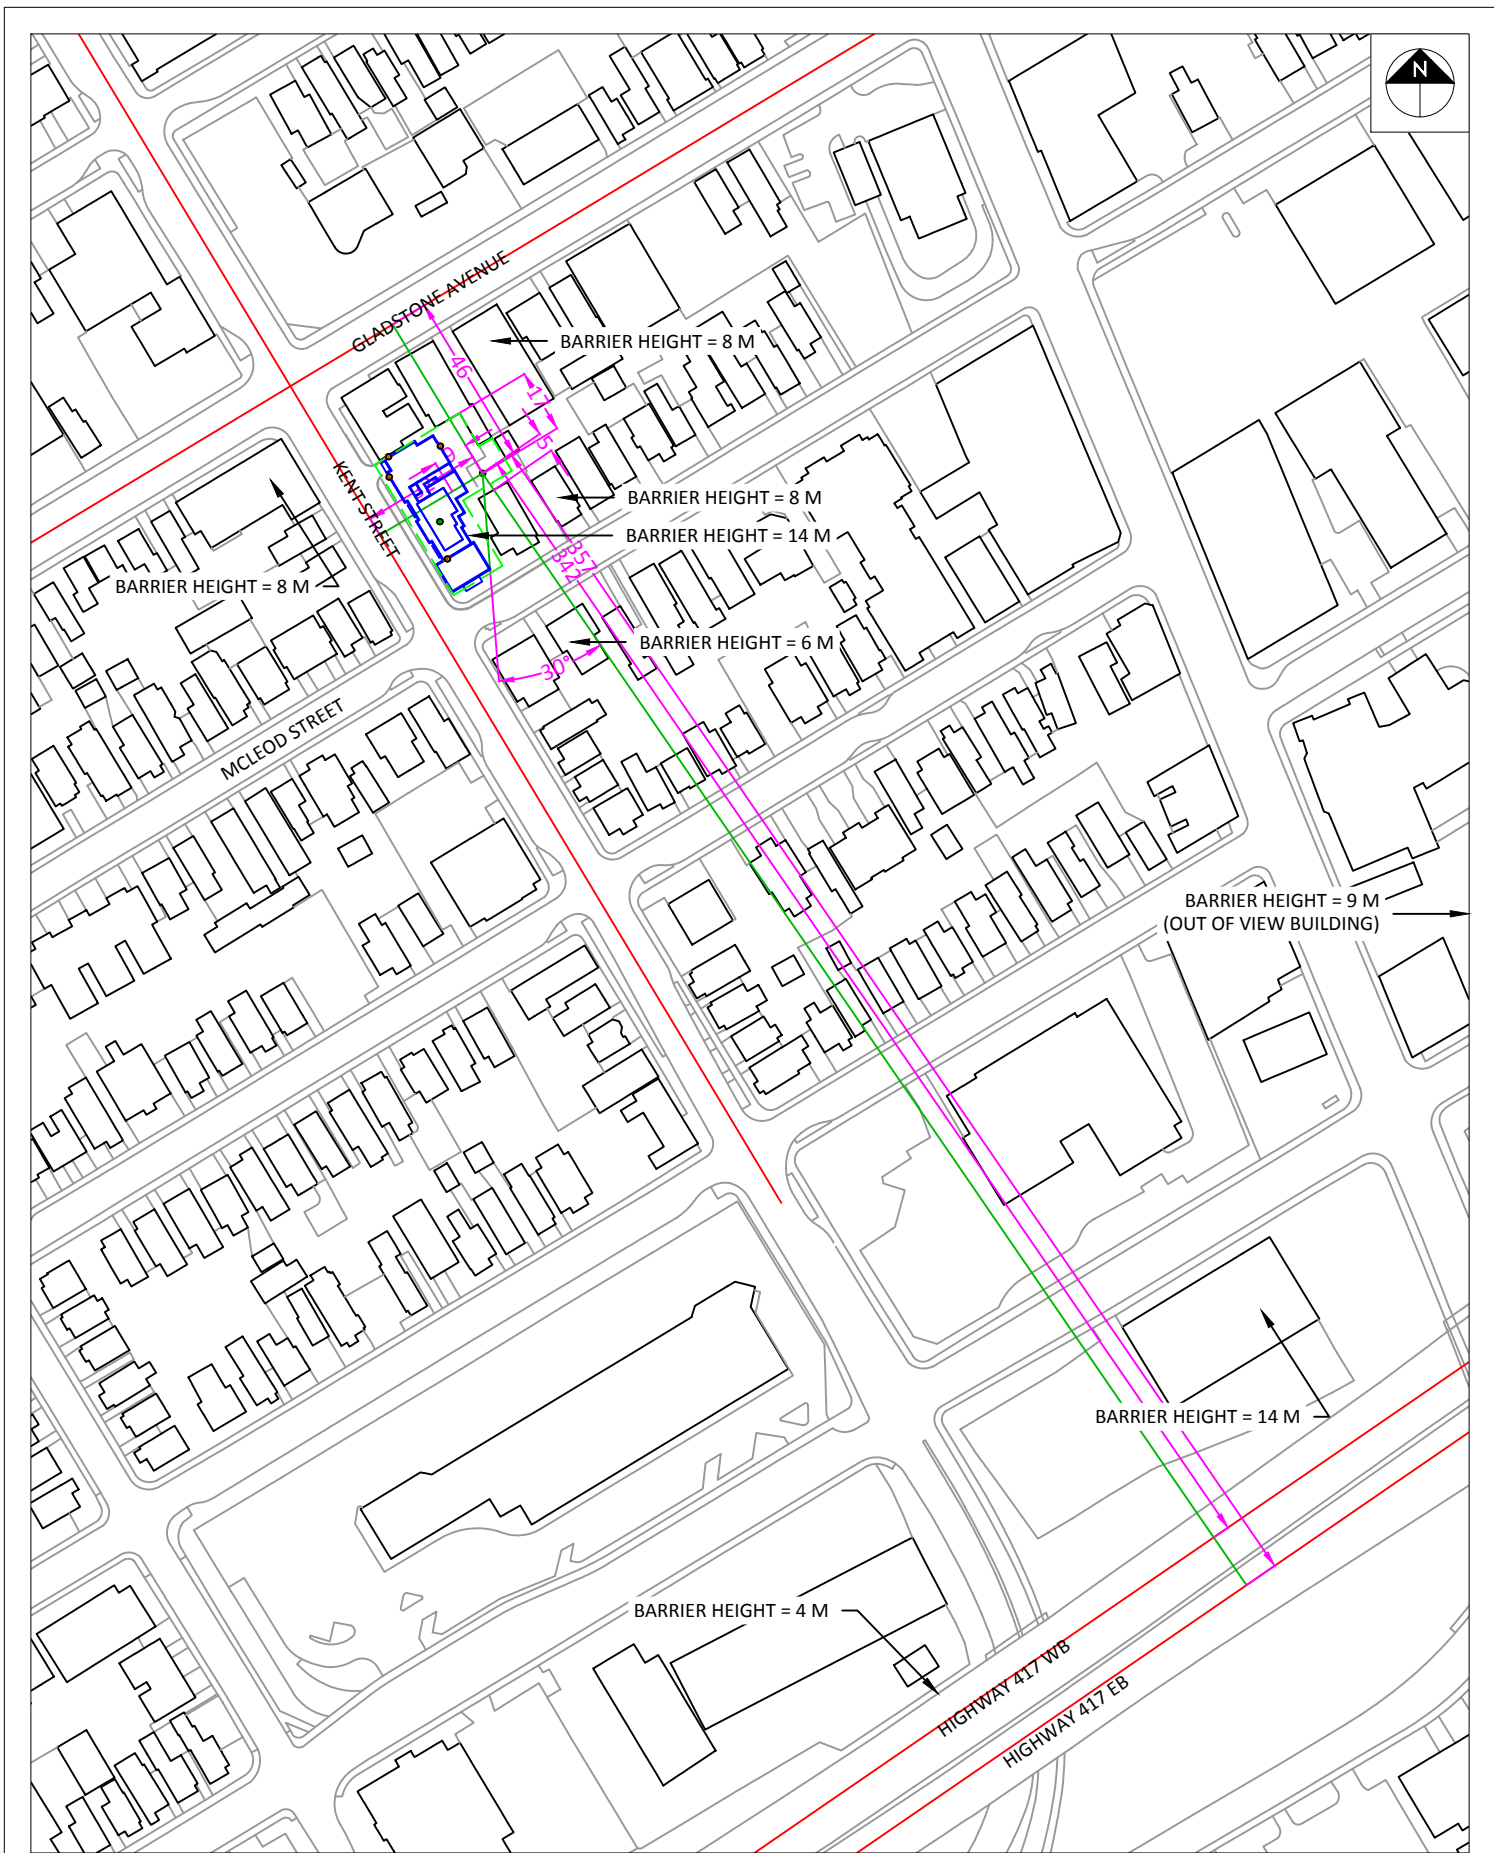 N
GLADSTONE AVENUE
BARRIER HEIGHT = 8 M
46
17
5
9
KENT STREET
BARRIER HEIGHT = 8 M
BARRIER HEIGHT = 14 M
357
342
BARRIER HEIGHT = 8 M
BARRIER HEIGHT = 6 M
30°
MCLEOD STREET
BARRIER HEIGHT = 9 M
(OUT OF VIEW BUILDING)
BARRIER HEIGHT = 14 M
BARRIER HEIGHT = 4 M
HIGHWAY 417 WB
HIGHWAY 417 EB